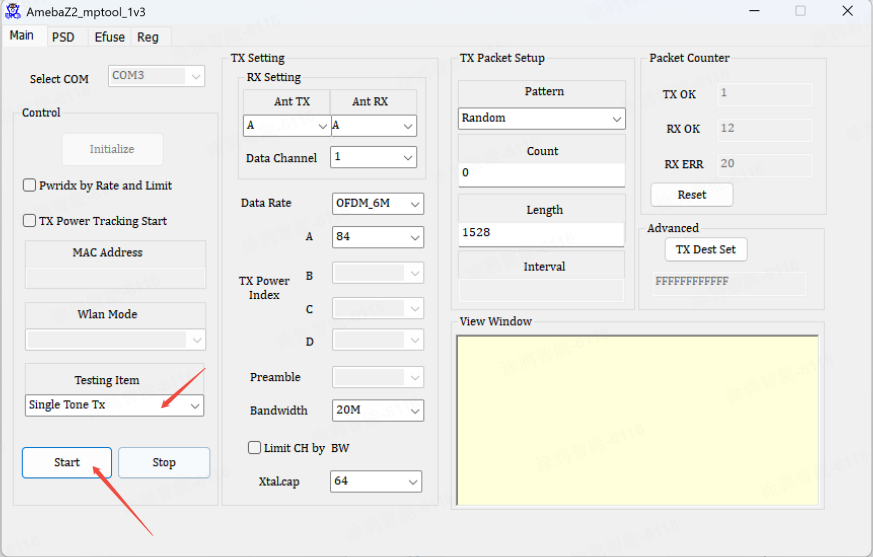 AmebaZ2_mptool_1v3
Main PSD Efuse Reg
Select COM COM3
Control
Initialize
Pwridx by Rate and Limit
TX Power Tracking Start
MAC Address
Wlan Mode
Testing Item
Single Tone Tx
Start Stop
TX Setting
RX Setting
Ant TX Ant RX
A A
Data Channel 1
Data Rate OFDM_6M
A 84
TX Power
Index
B
C
D
Preamble
Bandwidth 20M
Limit CH by BW
Xtal.cap 64
TX Packet Setup
Pattern
Random
Count
0
Length
1528
Interval
Packet Counter
TX OK 1
RX OK 12
RX ERR 20
Reset
Advanced
TX Dest Set
FFFFFFFFFFFF
View Window